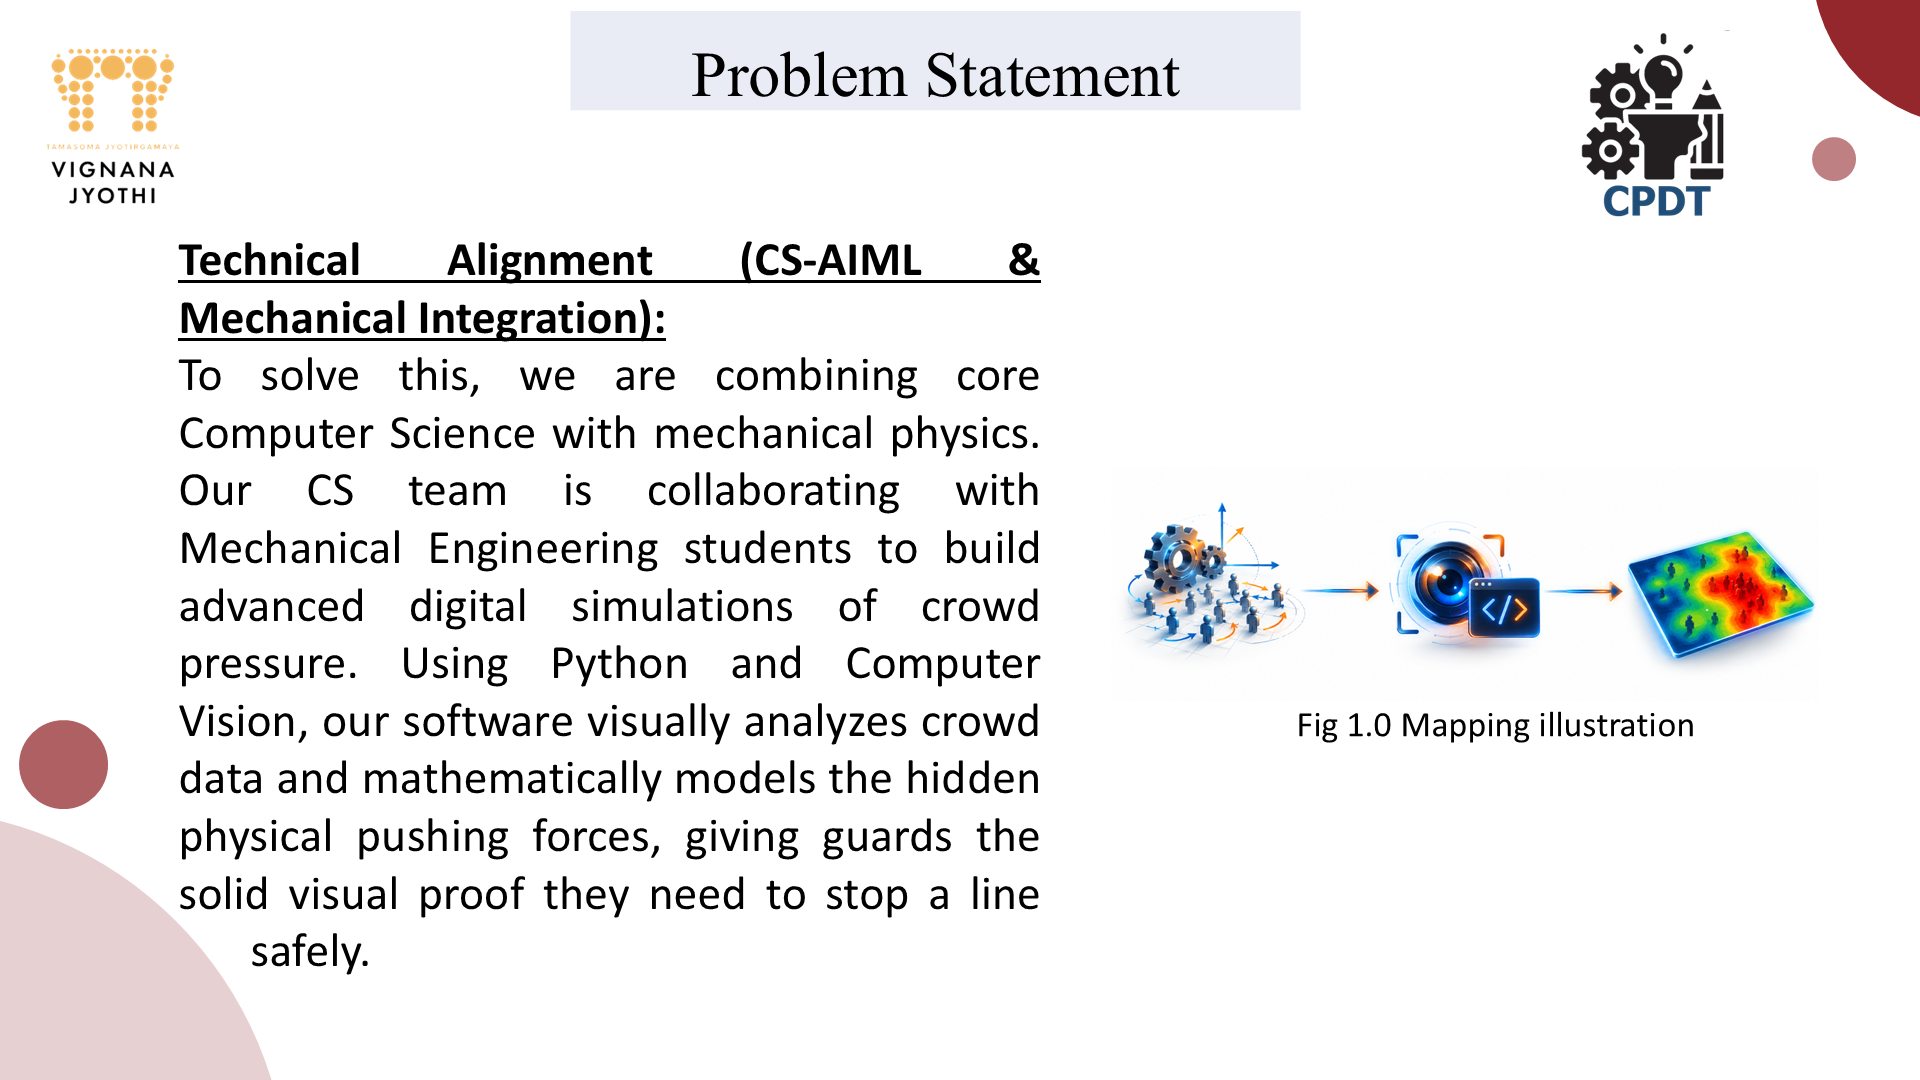 Problem Statement
TAMASOMA JYOTIRGAMAYA
VIGNANA
JYOTHI
CPDT
Technical Alignment (CS-AIML &
Mechanical Integration):
To solve this, we are combining core
Computer Science with mechanical physics.
Our CS team is collaborating with
Mechanical Engineering students to build
advanced digital simulations of crowd
pressure. Using Python and Computer
Vision, our software visually analyzes crowd
data and mathematically models the hidden
physical pushing forces, giving guards the
solid visual proof they need to stop a line
safely.
</>
Fig 1.0 Mapping illustration